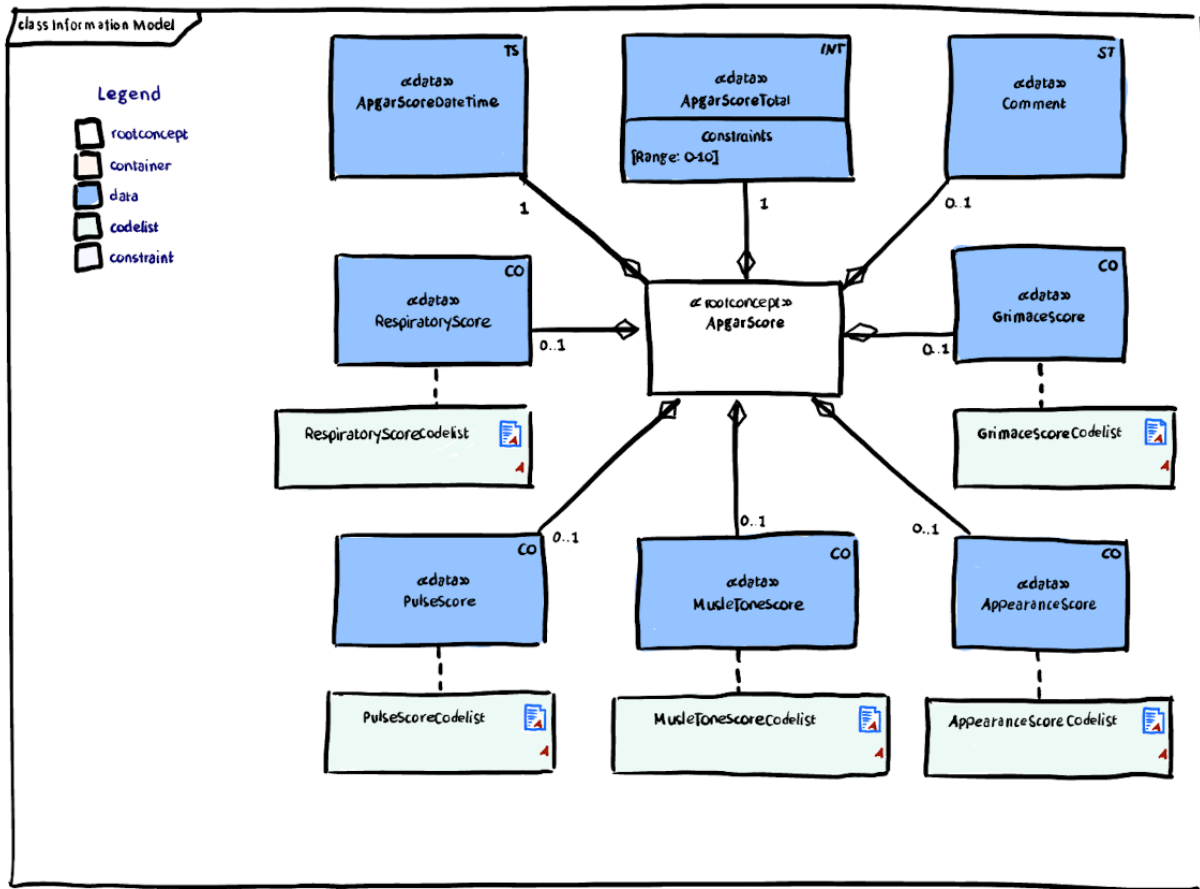 class Information Model
Legend
rootconcept
container
data
codelist
constraint
TS
«data»
ApgarScoreDateTime
1
INT
«data»
ApgarScoreTotal
constraints
[Range: 0-10]
1
ST
«data»
Comment
0..1
CO
«data»
RespiratoryScore
0..1
RespiratoryScoreCodelist
A
A
«rootconcept»
ApgarScore
CO
«data»
GrimaceScore
0..1
GrimaceScoreCodelist
A
A
CO
«data»
PulseScore
0..1
PulseScoreCodelist
A
A
CO
«data»
MusleToneScore
0..1
MusleToneScoreCodelist
A
A
CO
«data»
AppearanceScore
0..1
AppearanceScoreCodelist
A
A